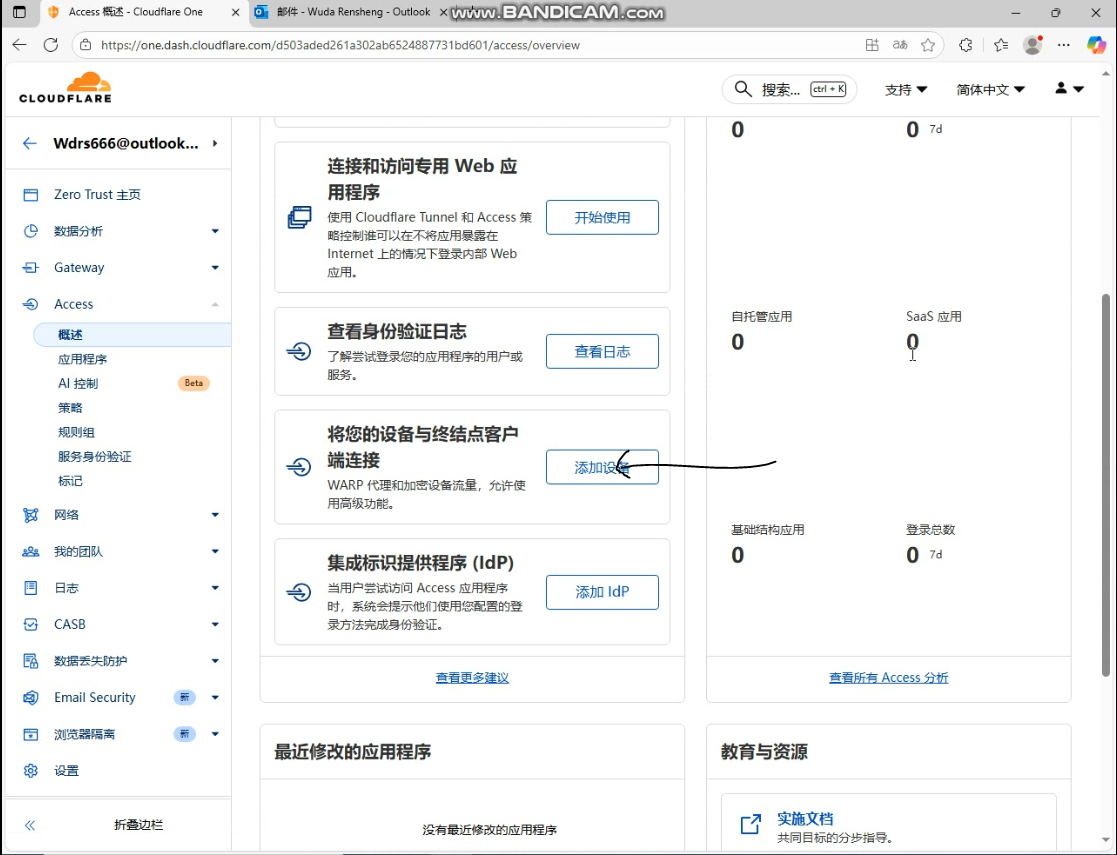 Access 概述 - Cloudflare One
邮件 - Wuda Rensheng - Outlook
www.BANDICAM.com
https://one.dash.cloudflare.com/d503aded261a302ab6524887731bd601/access/overview
CLOUDFLARE
搜索... ctrl + K
支持
简体中文
Wdrs666@outlook...
Zero Trust 主页
数据分析
Gateway
Access
概述
应用程序
AI 控制 Beta
策略
规则组
服务身份验证
标记
网络
我的团队
日志
CASB
数据丢失防护
Email Security 新
浏览器隔离 新
设置
折叠边栏
连接和访问专用 Web 应
用程序
使用 Cloudflare Tunnel 和 Access 策
略控制谁可以在不将应用暴露在
Internet 上的情况下登录内部 Web
应用。
开始使用
查看身份验证日志
了解尝试登录您的应用程序的用户或
服务。
查看日志
将您的设备与终结点客户
端连接
WARP 代理和加密设备流量，允许使
用高级功能。
添加设备
集成标识提供程序 (IdP)
当用户尝试访问 Access 应用程序
时，系统会提示他们使用您配置的登
录方法完成身份验证。
添加 IdP
查看更多建议
0
0 7d
自托管应用
0
SaaS 应用
0
基础结构应用
0
登录总数
0 7d
查看所有 Access 分析
最近修改的应用程序
没有最近修改的应用程序
教育与资源
实施文档
共同目标的分步指导。